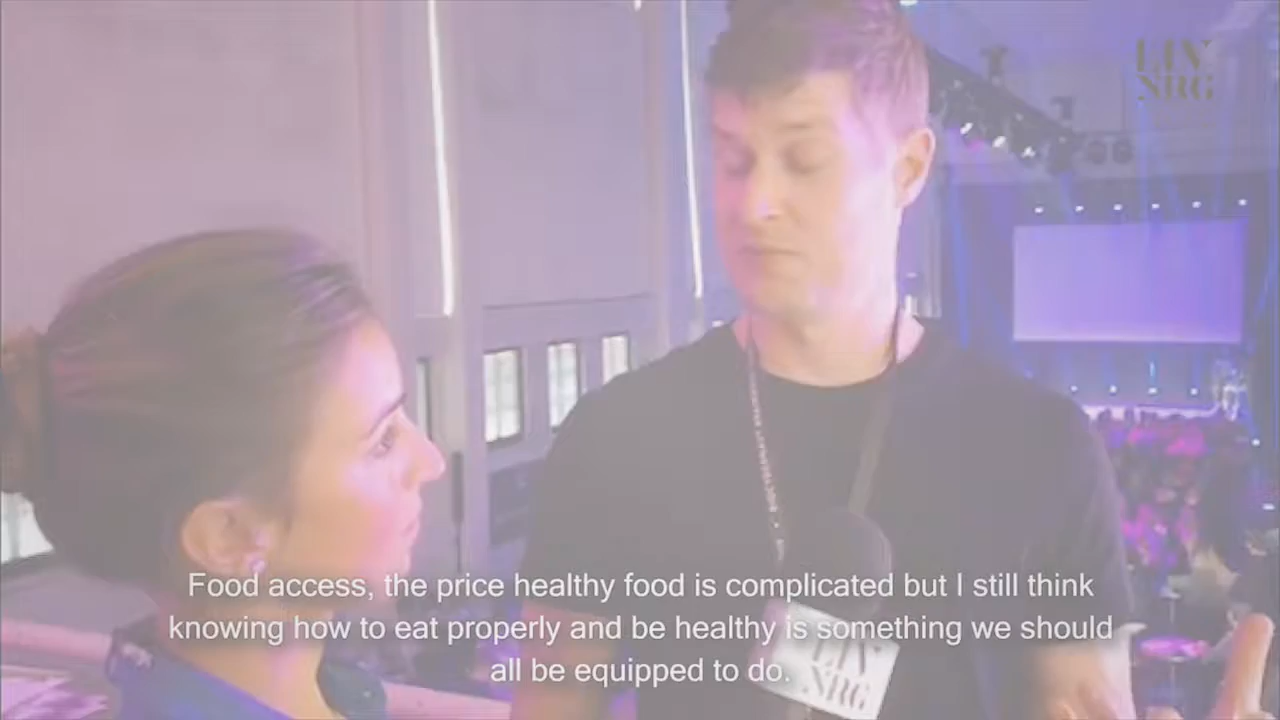 LIV
NRG
Food access, the price healthy food is complicated but I still think
knowing how to eat properly and be healthy is something we should
all be equipped to do.
LIV
NRG